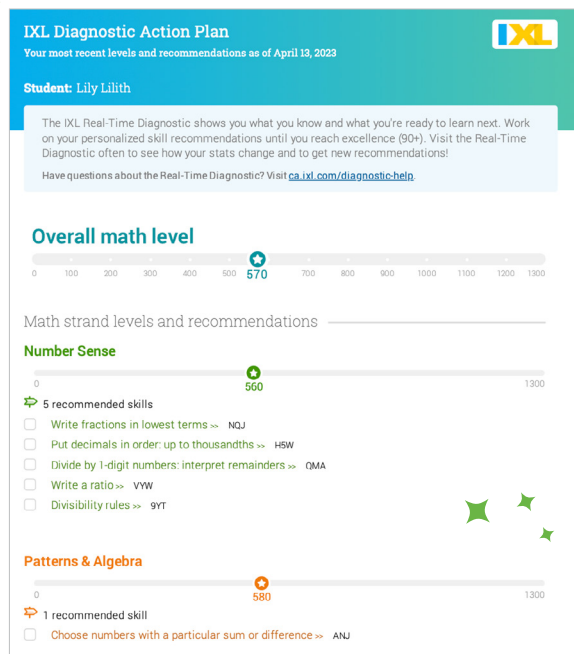 IXL Diagnostic Action Plan
IXL
Your most recent levels and recommendations as of April 13, 2023
Student: Lily Lilith
The IXL Real-Time Diagnostic shows you what you know and what you're ready to learn next. Work
on your personalized skill recommendations until you reach excellence (90+). Visit the Real-Time
Diagnostic often to see how your stats change and to get new recommendations!
Have questions about the Real-Time Diagnostic? Visit ca.ixl.com/diagnostic-help.
Overall math level
0 100 200 300 400 500 570 700 800 900 1000 1100 1200 1300
Math strand levels and recommendations
Number Sense
0 560 1300
5 recommended skills
Write fractions in lowest terms >> NQJ
Put decimals in order: up to thousandths >> H5W
Divide by 1-digit numbers: interpret remainders >> QMA
Write a ratio >> VYW
Divisibility rules >> 9YT
Patterns & Algebra
0 580 1300
1 recommended skill
Choose numbers with a particular sum or difference >> ANJ